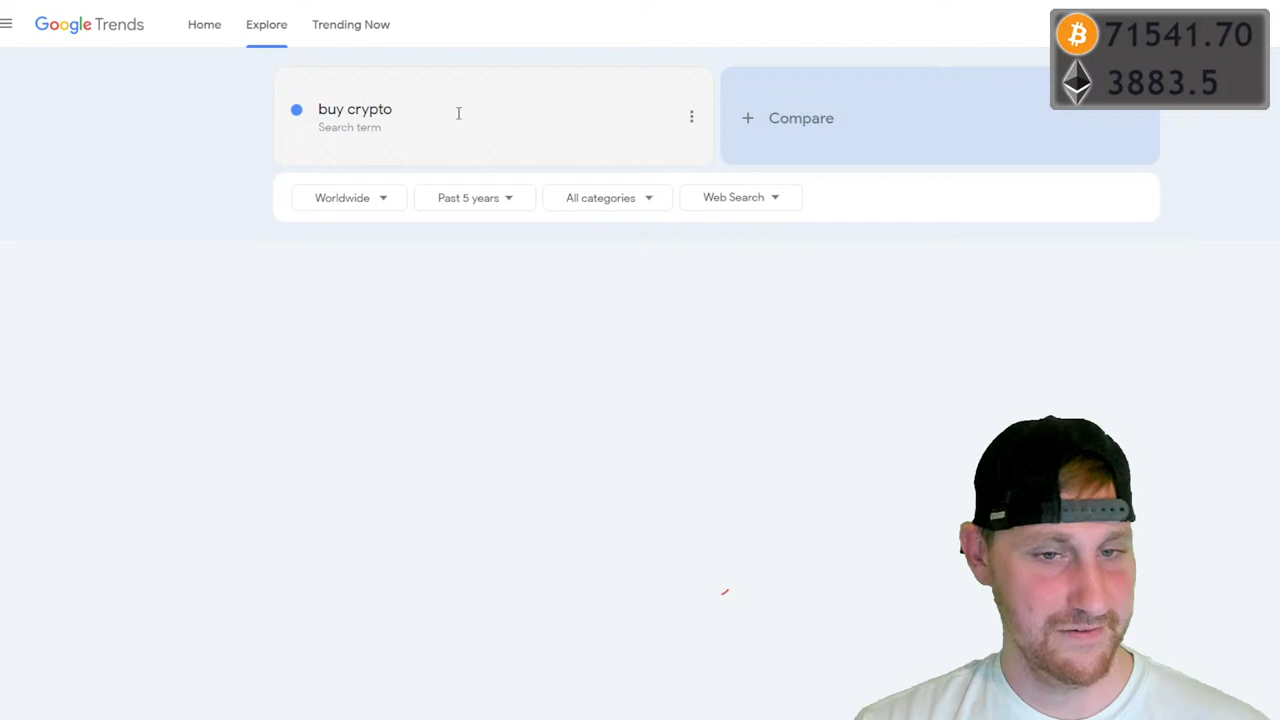 Google Trends
Home
Explore
Trending Now
71541.70
3883.5
buy crypto
Search term
+ Compare
Worldwide
Past 5 years
All categories
Web Search